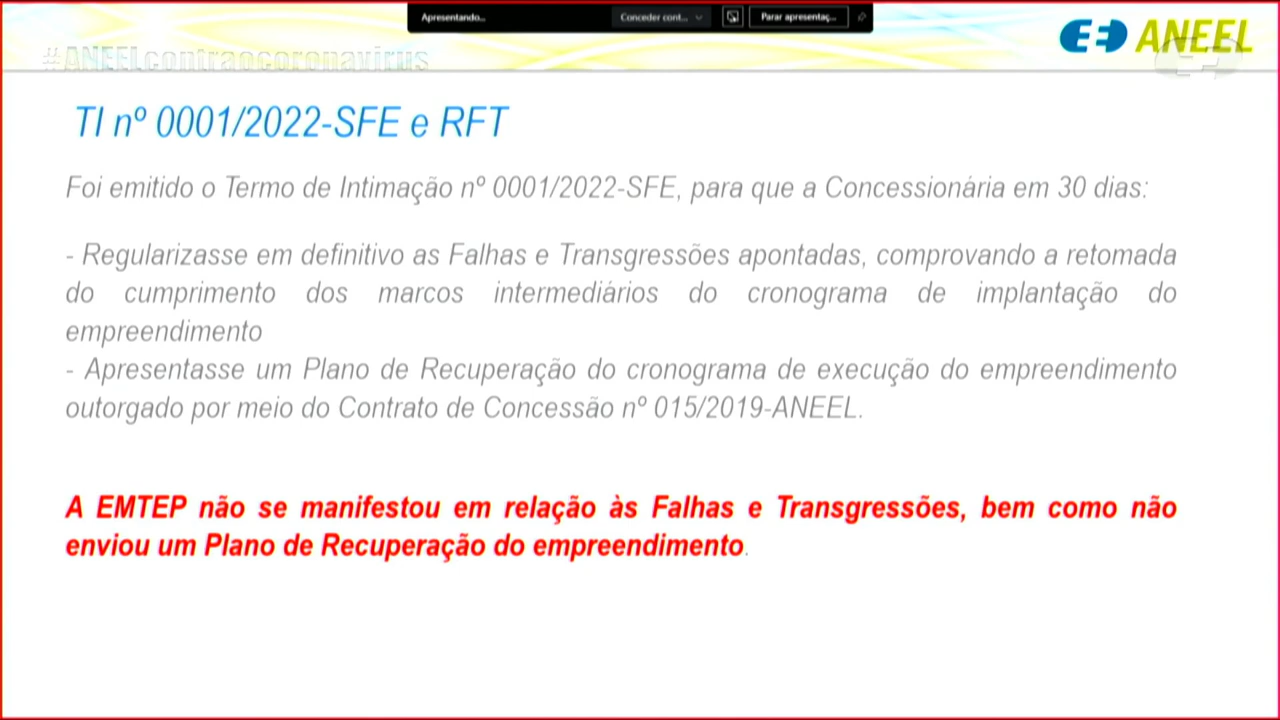 Apresentando...
Conceder cont...
Parar apresentaç...
ANEEL
#ANEELcontraocoronavirus
TI nº 0001/2022-SFE e RFT
Foi emitido o Termo de Intimação nº 0001/2022-SFE, para que a Concessionária em 30 dias:
- Regularizasse em definitivo as Falhas e Transgressões apontadas, comprovando a retomada
do cumprimento dos marcos intermediários do cronograma de implantação do
empreendimento
- Apresentasse um Plano de Recuperação do cronograma de execução do empreendimento
outorgado por meio do Contrato de Concessão nº 015/2019-ANEEL.
A EMTEP não se manifestou em relação às Falhas e Transgressões, bem como não
enviou um Plano de Recuperação do empreendimento.